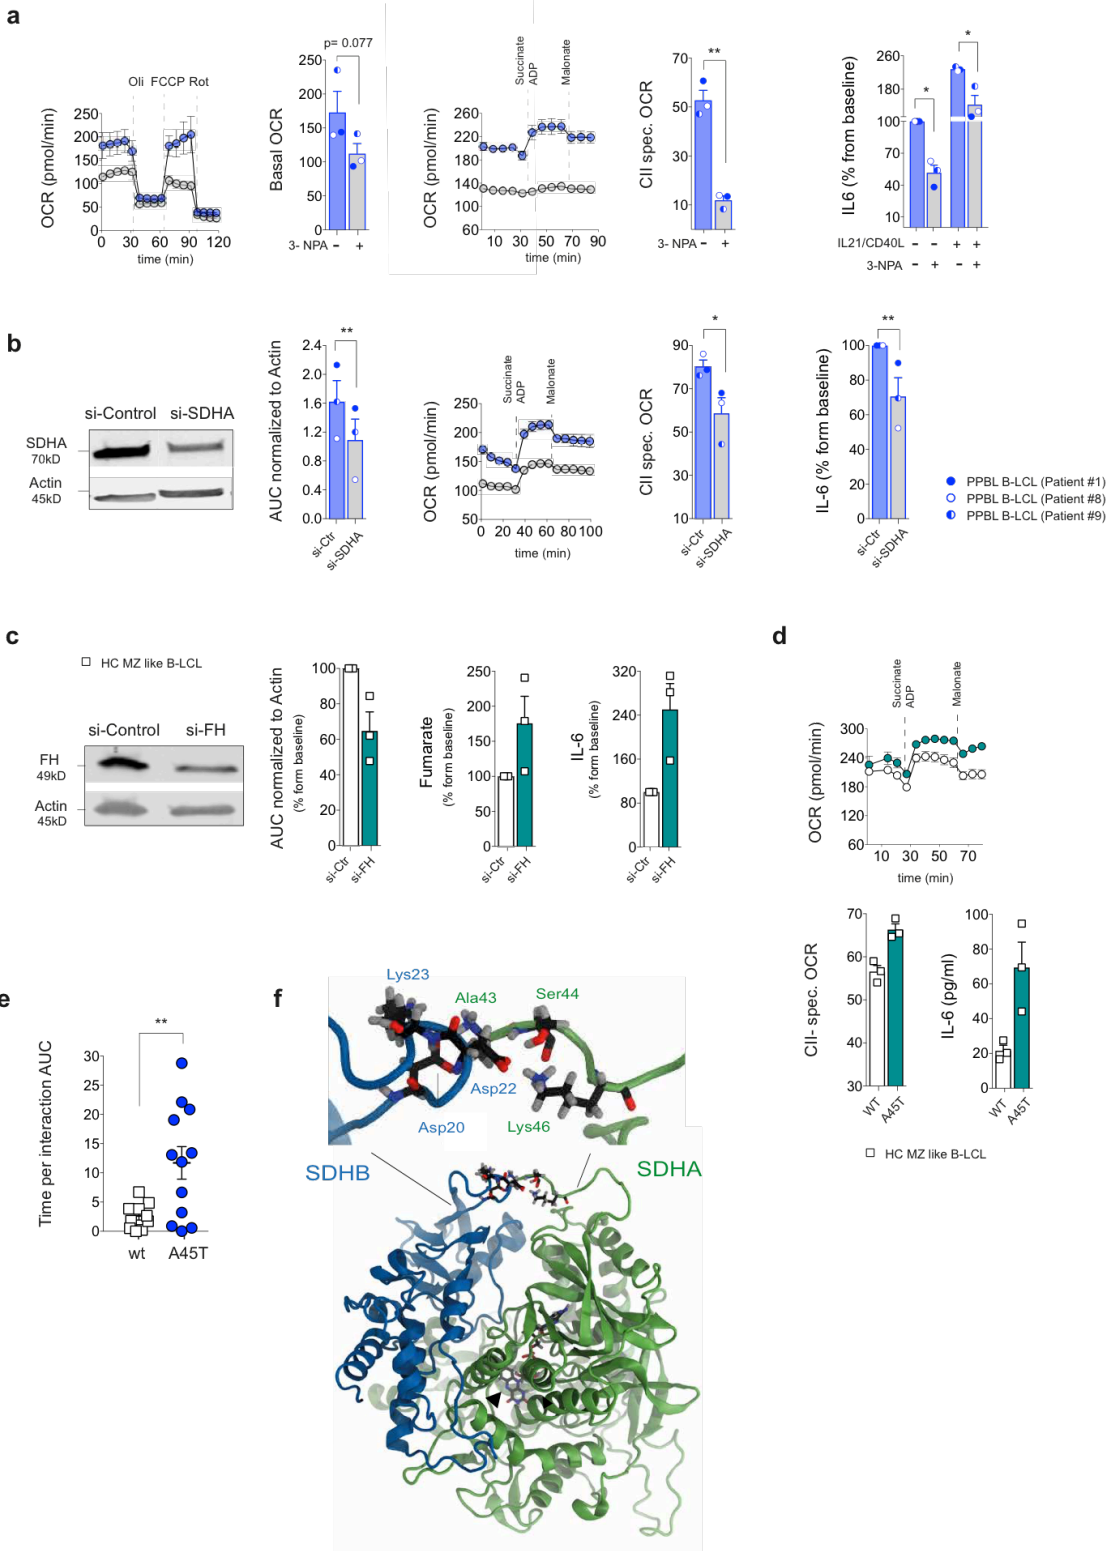 a
Oli FCCP Rot
OCR (pmol/min)
250
200
150
100
50
0
0 30 60 90 120
time (min)
p= 0.077
Basal OCR
250
200
150
100
50
0
3- NPA - +
Succinate
ADP
Malonate
OCR (pmol/min)
260
220
180
140
100
60
10 30 50 70 90
time (min)
**
CII spec. OCR
70
50
30
10
3- NPA - +
*
*
IL6 (% from baseline)
260
180
100
70
40
10
IL21/CD40L - - + +
3-NPA - + - +
b
si-Control si-SDHA
SDHA
70kD
Actin
45kD
**
AUC normalized to Actin
2.4
2.0
1.6
1.2
0.8
0.4
0.0
si-Ctr
si-SDHA
Succinate
ADP
Malonate
OCR (pmol/min)
250
200
150
100
50
0 20 40 60 80 100
time (min)
*
CII spec. OCR
90
70
50
30
10
si-Ctr
si-SDHA
**
IL-6 (% form baseline)
100
80
60
40
20
0
si-Ctr
si-SDHA
PPBL B-LCL (Patient #1)
PPBL B-LCL (Patient #8)
PPBL B-LCL (Patient #9)
c
HC MZ like B-LCL
si-Control si-FH
FH
49kD
Actin
45kD
AUC normalized to Actin
(% form baseline)
100
80
60
40
20
0
si-Ctr
si-FH
Fumarate
(% form baseline)
250
200
150
100
50
0
si-Ctr
si-FH
IL-6
(% form baseline)
320
240
160
80
0
si-Ctr
si-FH
d
Succinate
ADP
Malonate
OCR (pmol/min)
300
240
180
120
60
10 30 50 70
time (min)
CII- spec. OCR
70
60
50
40
30
WT
A45T
IL-6 (pg/ml)
100
80
60
40
20
0
WT
A45T
HC MZ like B-LCL
e
**
Time per interaction AUC
30
25
20
15
10
5
0
wt A45T
f
Lys23
Ala43
Ser44
Asp22
Asp20
Lys46
SDHB
SDHA